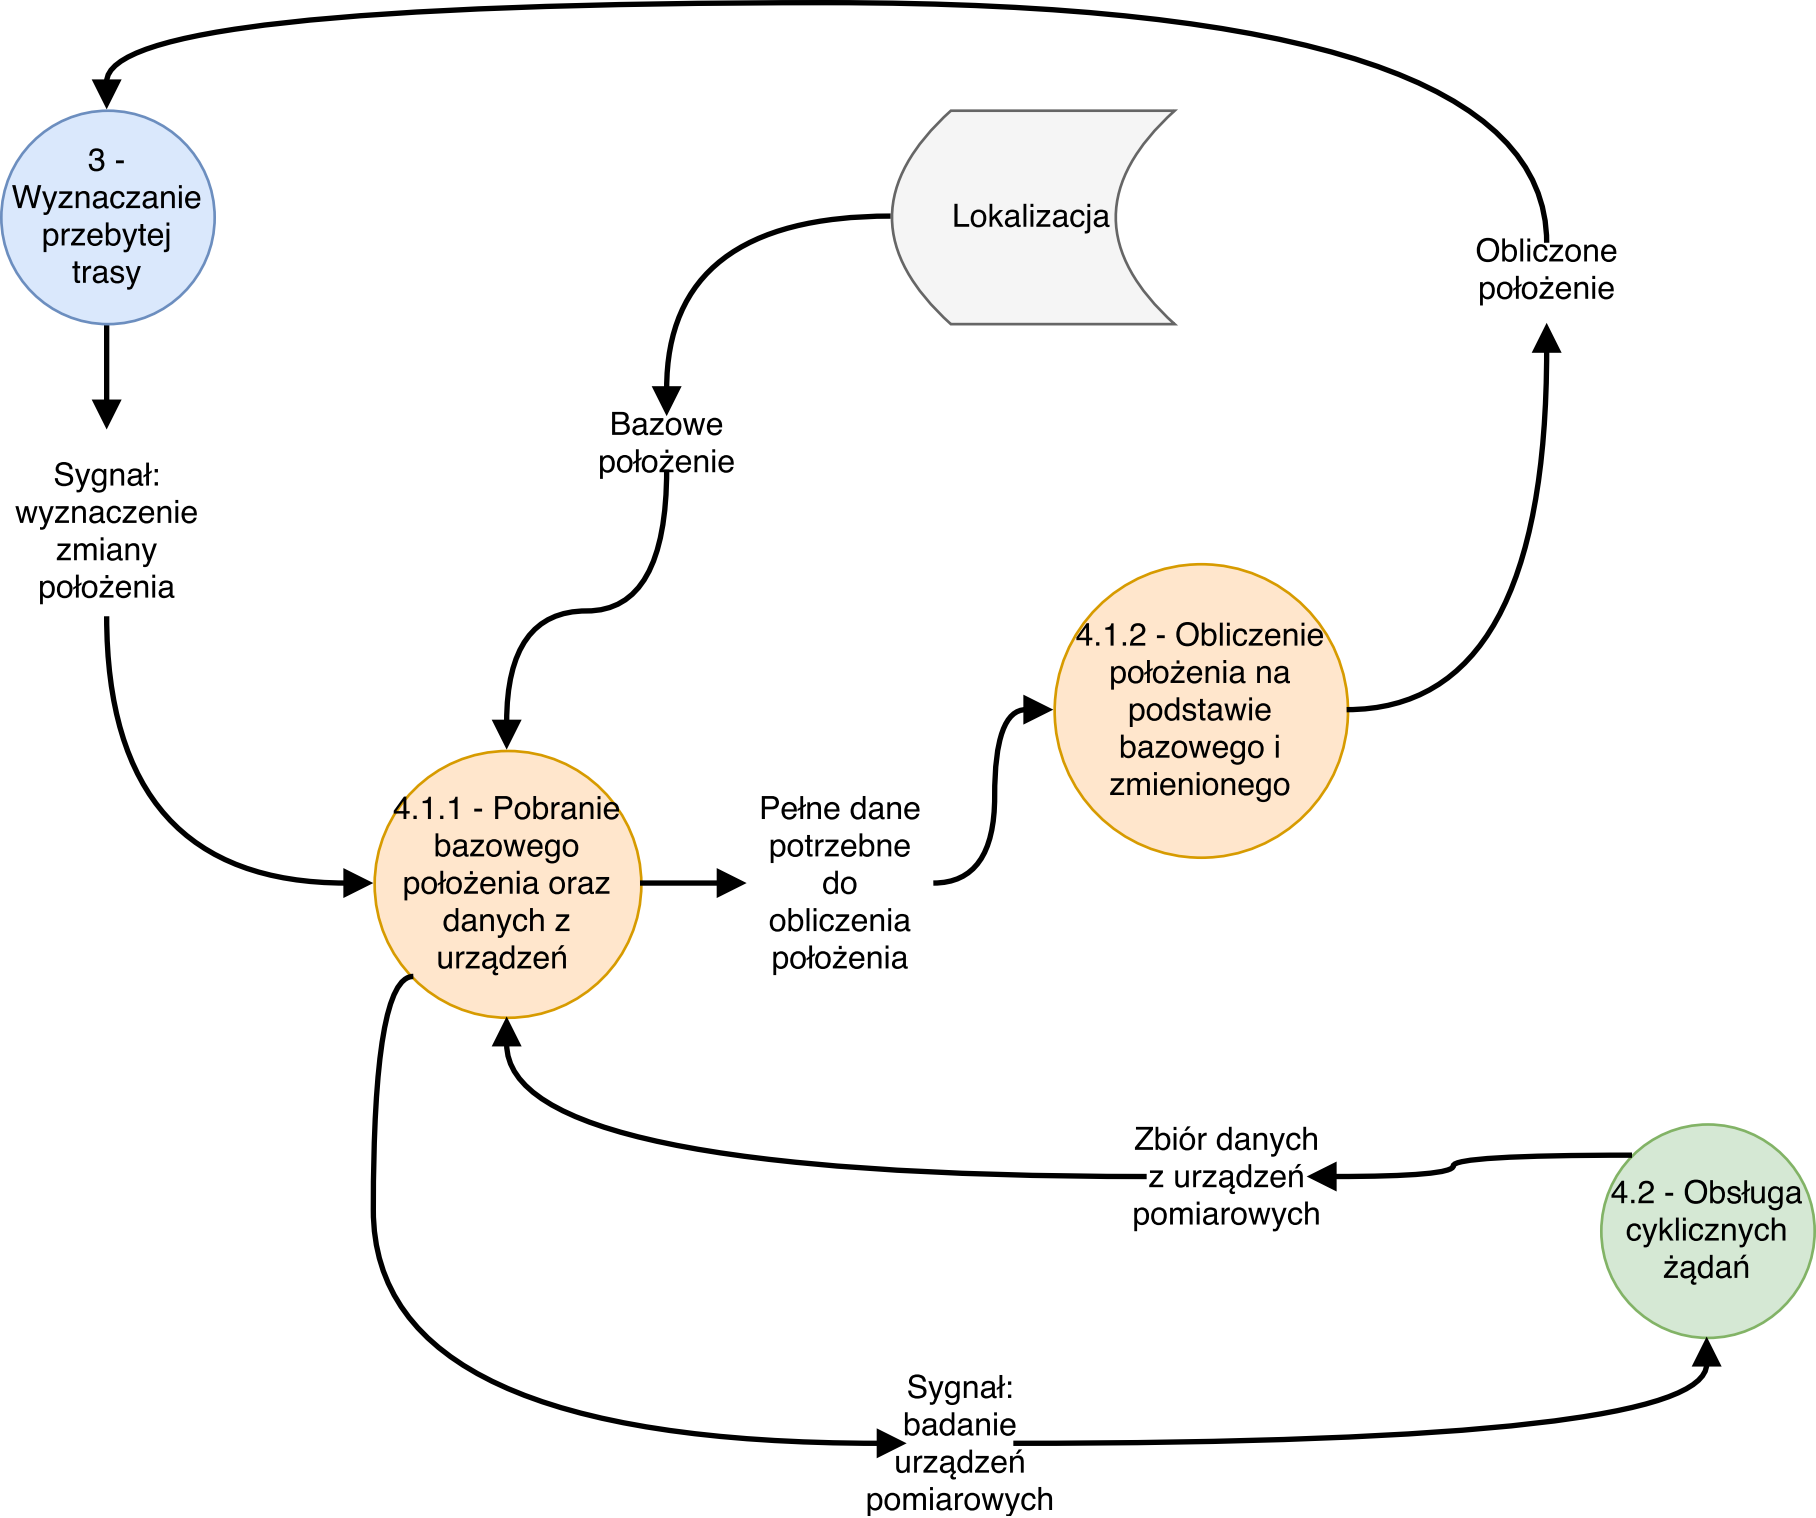 3 -
Wyznaczanie
przebytej
trasy
Lokalizacja
Obliczone
położenie
Bazowe
położenie
Sygnał:
wyznaczenie
zmiany
położenia
4.1.2 - Obliczenie
położenia na
podstawie
bazowego i
zmienionego
4.1.1 - Pobranie
bazowego
położenia oraz
danych z
urządzeń
Pełne dane
potrzebne
do
obliczenia
położenia
Zbiór danych
z urządzeń
pomiarowych
4.2 - Obsługa
cyklicznych
żądań
Sygnał:
badanie
urządzeń
pomiarowych